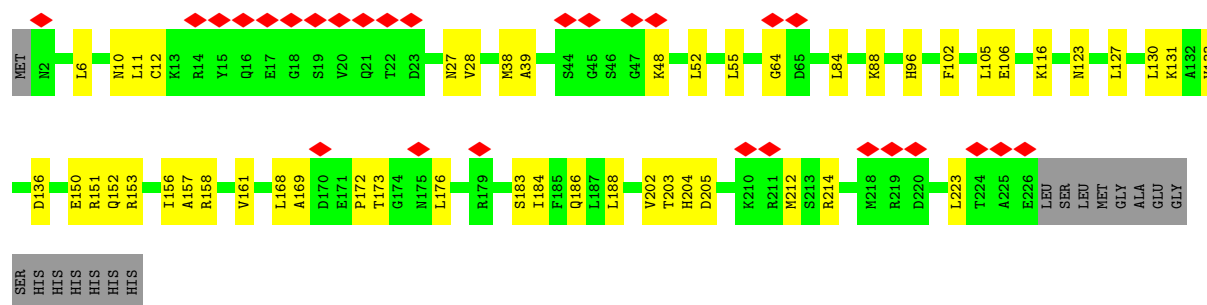 MET N2 L6 N10 L11 C12 K13 R14 Y15 Q16 E17 G18 S19 V20 Q21 T22 D23 N27 V28 M38 A39 S44 G45 S46 G47 K48 L52 L55 G64 D65 L84 K88 H96 F102 L105 E106 K116 N123 L127 L130 K131 A132
D136 E150 R151 Q152 R153 I156 A157 R158 V161 L168 A169 D170 E171 P172 T173 G174 N175 L176 R179 S183 I184 F185 Q186 L187 L188 V202 T203 H204 D205 K210 R211 M212 S213 R214 M218 R219 D220 L223 T224 A225 E226 LEU SER LEU MET GLY ALA GLU GLY
SER HIS HIS HIS HIS HIS HIS